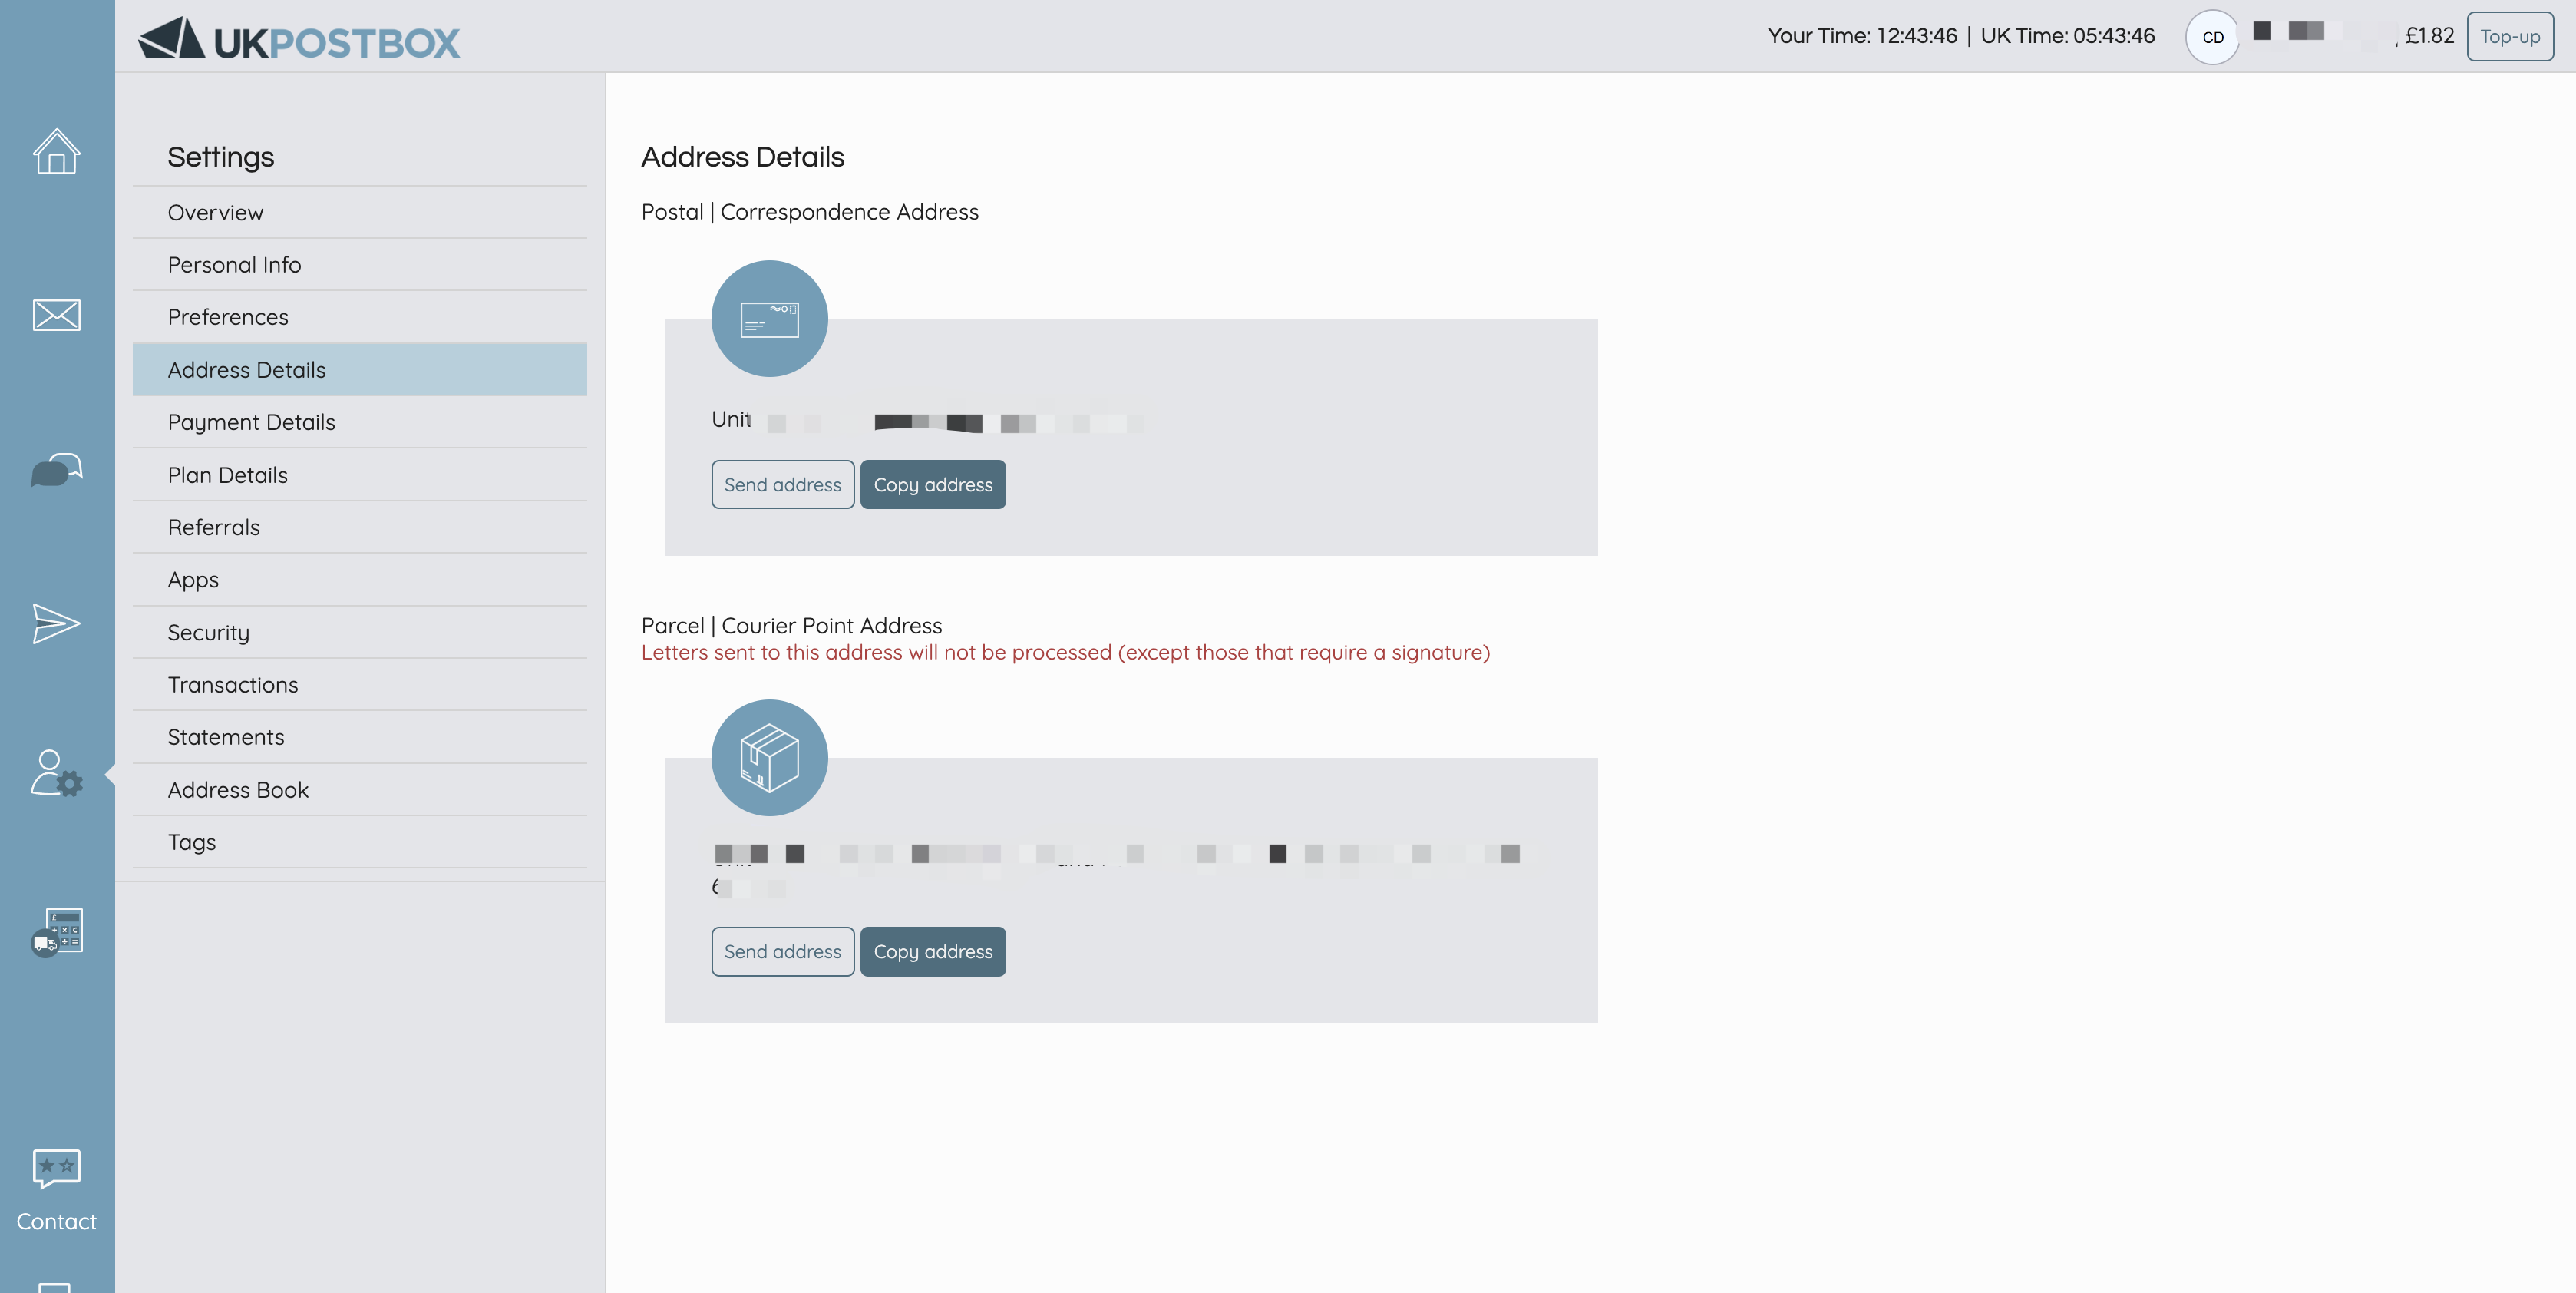 UKPOSTBOX
Your Time: 12:43:46 | UK Time: 05:43:46
CD
£1.82
Top-up
Settings
Overview
Personal Info
Preferences
Address Details
Payment Details
Plan Details
Referrals
Apps
Security
Transactions
Statements
Address Book
Tags
Contact
Address Details
Postal | Correspondence Address
Unit
Send address
Copy address
Parcel | Courier Point Address
Letters sent to this address will not be processed (except those that require a signature)
Send address
Copy address